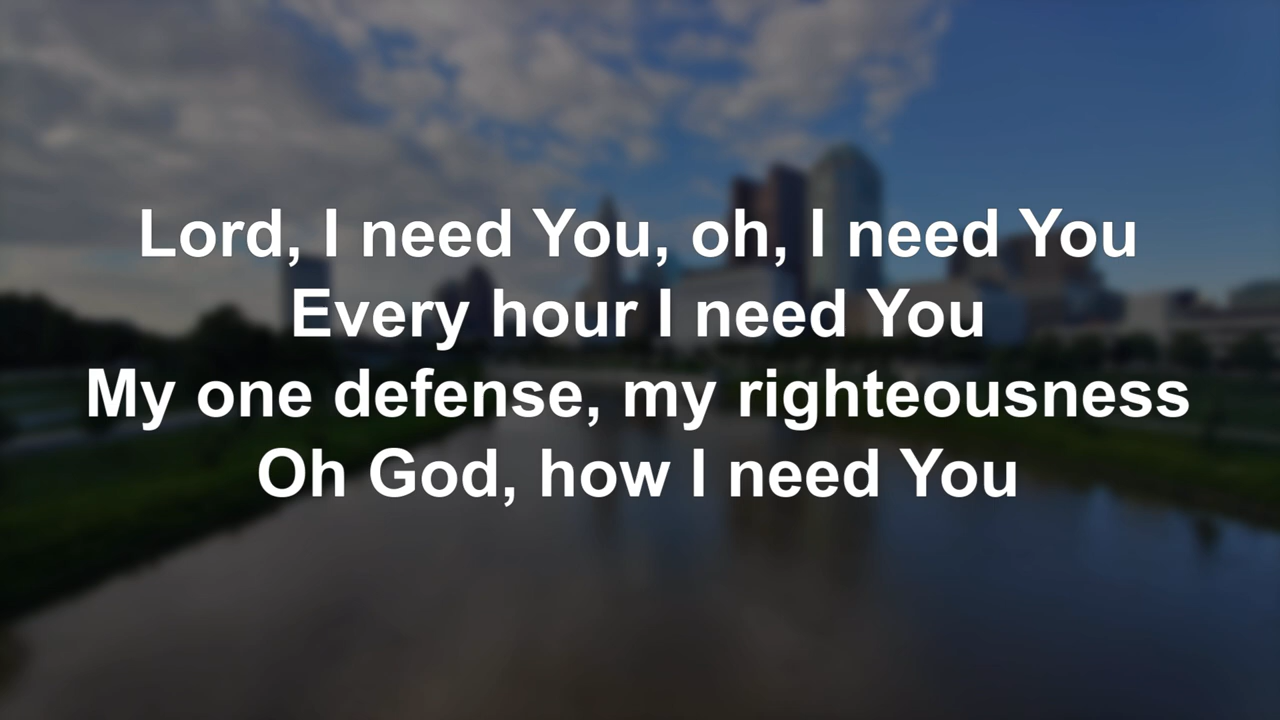 Lord, I need You, oh, I need You
Every hour I need You
My one defense, my righteousness
Oh God, how I need You